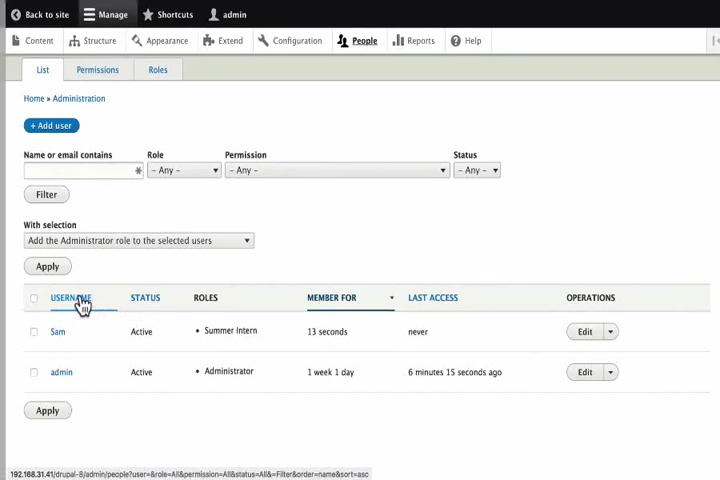 Back to site Manage Shortcuts admin
Content Structure Appearance Extend Configuration People Reports Help
List Permissions Roles
Home » Administration
+ Add user
Name or email contains Role Permission Status
- Any - - Any - - Any -
Filter
With selection
Add the Administrator role to the selected users
Apply
USERNAME STATUS ROLES MEMBER FOR LAST ACCESS OPERATIONS
Sam Active • Summer Intern 13 seconds never Edit
admin Active • Administrator 1 week 1 day 6 minutes 15 seconds ago Edit
Apply
192.168.31.41/drupal-8/admin/people?user=&role=All&permission=All&status=All&=Filter&order=name&sort=asc